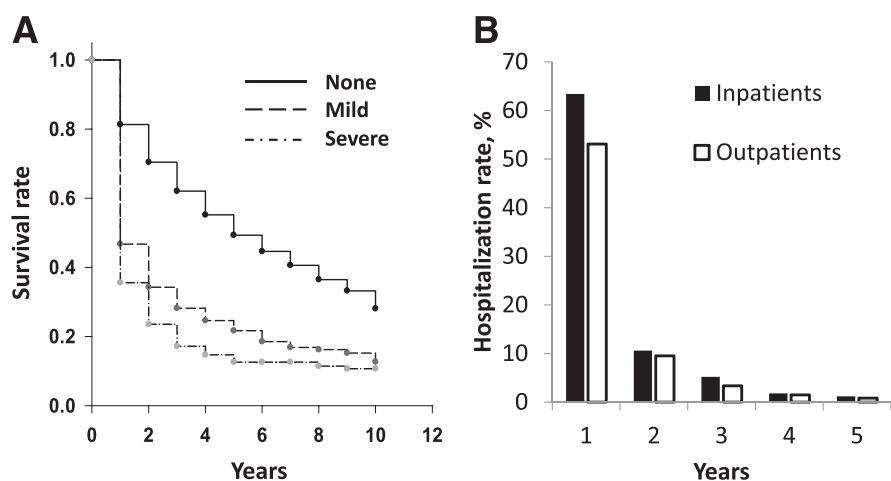 A
Survival rate
1.0
0.8
0.6
0.4
0.2
0.0
None
Mild
Severe
0 2 4 6 8 10 12
Years
B
Hospitalization rate, %
70
60
50
40
30
20
10
0
Inpatients
Outpatients
1 2 3 4 5
Years